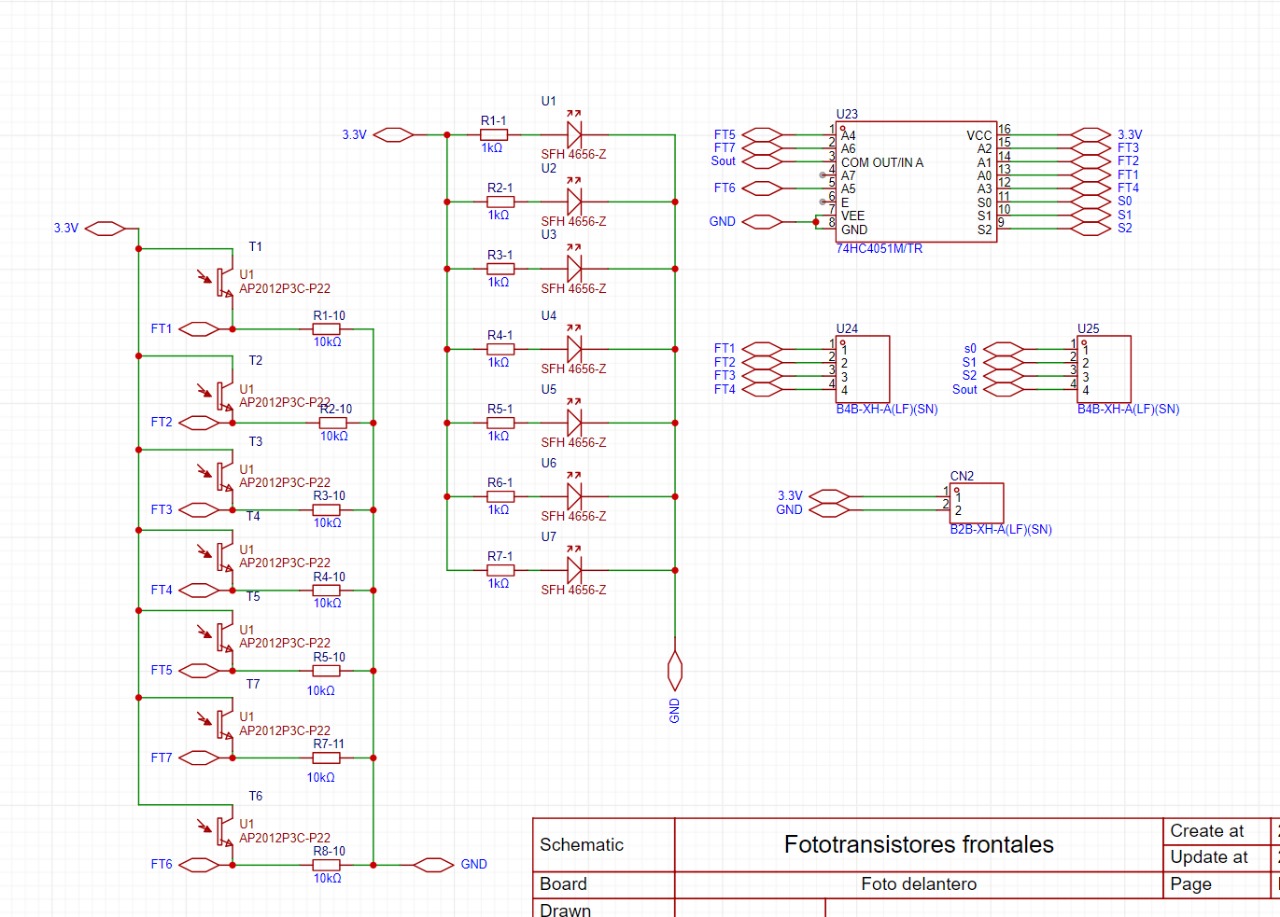 3.3V
T1
U1
AP2012P3C-P22
FT1
R1-10
10kΩ
T2
U1
AP2012P3C-P22
FT2
R2-10
10kΩ
T3
U1
AP2012P3C-P22
FT3
R3-10
10kΩ
T4
U1
AP2012P3C-P22
FT4
R4-10
10kΩ
T5
U1
AP2012P3C-P22
FT5
R5-10
10kΩ
T7
U1
AP2012P3C-P22
FT7
R7-11
10kΩ
T6
U1
AP2012P3C-P22
FT6
R8-10
10kΩ
GND
3.3V
U1
R1-1
1kΩ
SFH 4656-Z
U2
R2-1
1kΩ
SFH 4656-Z
U3
R3-1
1kΩ
SFH 4656-Z
U4
R4-1
1kΩ
SFH 4656-Z
U5
R5-1
1kΩ
SFH 4656-Z
U6
R6-1
1kΩ
SFH 4656-Z
U7
R7-1
1kΩ
SFH 4656-Z
GND
U23
FT5 1 A4 VCC 16 3.3V
FT7 2 A6 A2 15 FT3
Sout 3 COM OUT/IN A A1 14 FT2
4 A7 A0 13 FT1
FT6 5 A5 A3 12 FT4
6 E S0 11 S0
GND 7 VEE S1 10 S1
8 GND S2 9 S2
74HC4051M/TR
U24
FT1 1 1
FT2 2 2
FT3 3 3
FT4 4 4
B4B-XH-A(LF)(SN)
U25
s0 1 1
S1 2 2
S2 3 3
Sout 4 4
B4B-XH-A(LF)(SN)
CN2
3.3V 1 1
GND 2 2
B2B-XH-A(LF)(SN)
Schematic Fototransistores frontales Create at
Update at
Board Foto delantero Page
Drawn